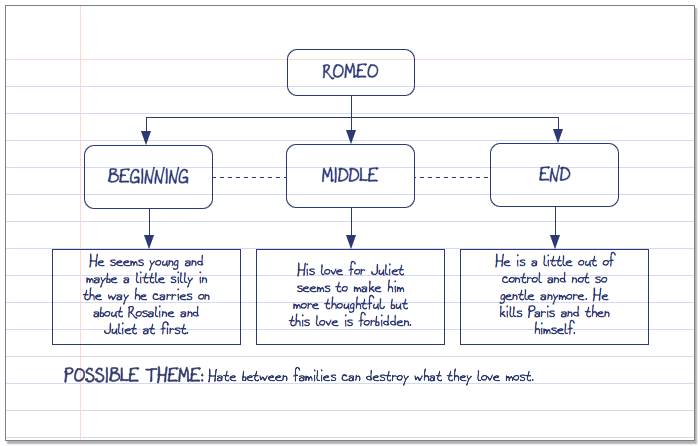 ROMEO
BEGINNING
MIDDLE
END
He seems young and
maybe a little silly in
the way he carries on
about Rosaline and
Juliet at first.
His love for Juliet
seems to make him
more thoughtful but
this love is forbidden.
He is a little out of
control and not so
gentle anymore. He
kills Paris and then
himself.
POSSIBLE THEME: Hate between families can destroy what they love most.